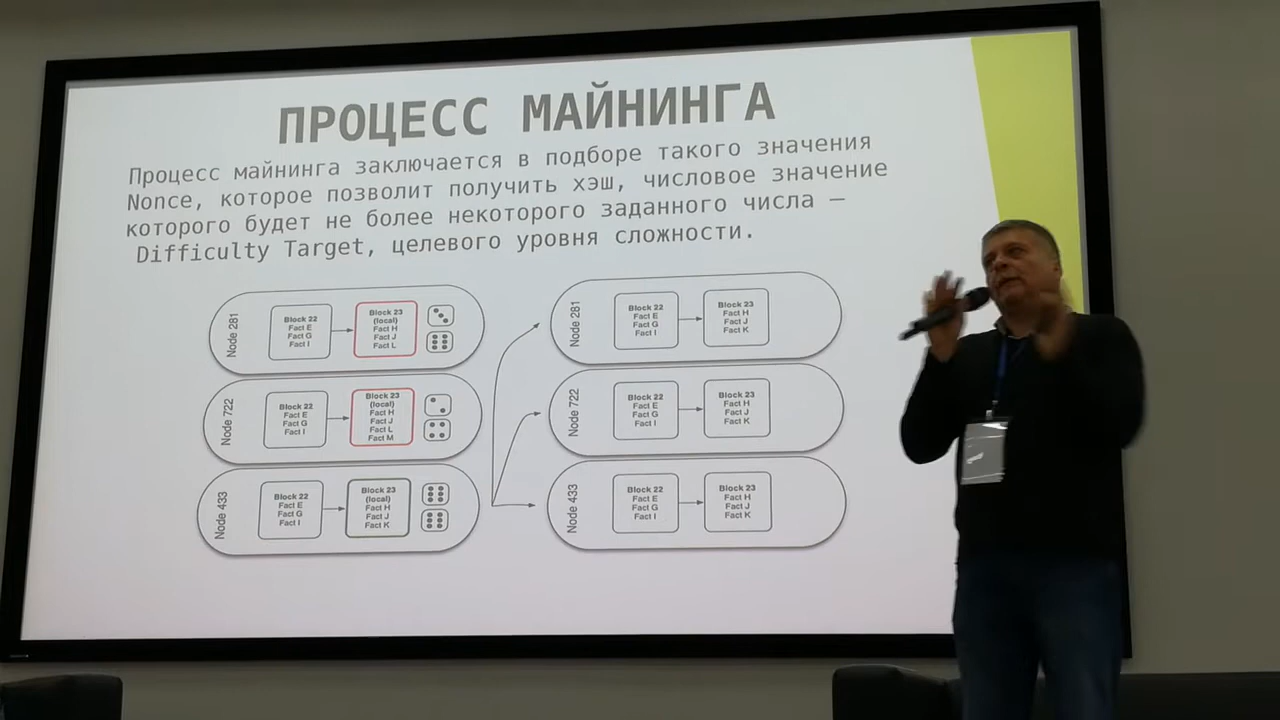 ПРОЦЕСС МАЙНИНГА
Процесс майнинга заключается в подборе такого значения
Nonce, которое позволит получить хэш, числовое значение
которого будет не более некоторого заданного числа –
Difficulty Target, целевого уровня сложности.
Node 281
Block 22
Fact E
Fact G
Fact I
Block 23
(local)
Fact H
Fact J
Fact L
Node 722
Block 22
Fact E
Fact G
Fact I
Block 23
(local)
Fact H
Fact J
Fact L
Fact M
Node 433
Block 22
Fact E
Fact G
Fact I
Block 23
(local)
Fact H
Fact J
Fact K
Node 281
Block 22
Fact E
Fact G
Fact I
Block 23
Fact H
Fact J
Fact K
Node 722
Block 22
Fact E
Fact G
Fact I
Block 23
Fact H
Fact J
Fact K
Node 433
Block 22
Fact E
Fact G
Fact I
Block 23
Fact H
Fact J
Fact K